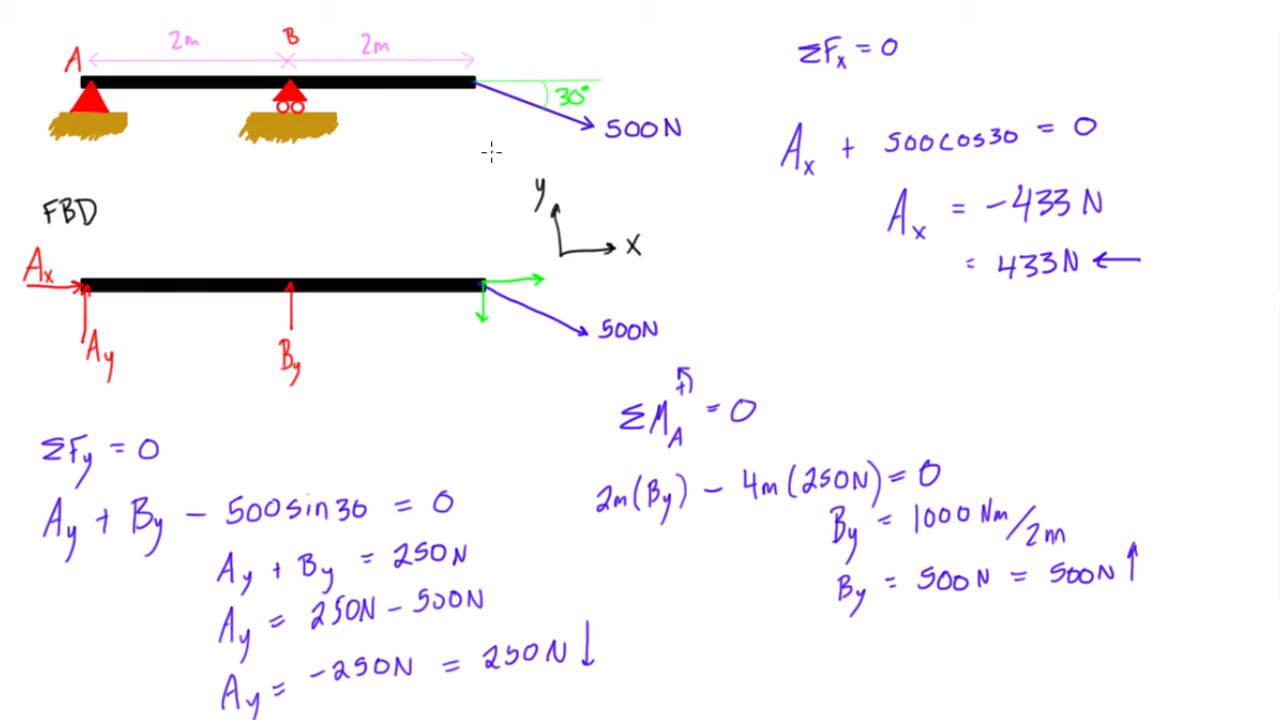 A 2m B 2m
30°
500N
FBD
y
x
Ax
Ay
By
500N
ΣFx = 0
Ax + 500cos30 = 0
Ax = -433 N
= 433N ←
ΣFy = 0
Ay + By - 500sin30 = 0
Ay + By = 250N
Ay = 250N - 500N
Ay = -250N = 250N ↓
+
ΣMA = 0
2m(By) - 4m(250N) = 0
By = 1000 Nm/2m
By = 500N = 500N ↑